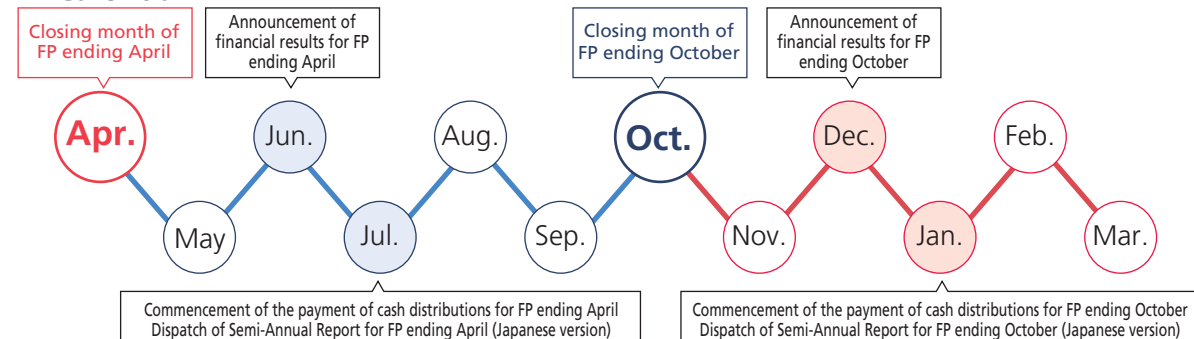 Closing month of
FP ending April
Announcement of
financial results for FP
ending April
Closing month of
FP ending October
Announcement of
financial results for FP
ending October
Apr.
Jun.
Aug.
Oct.
Dec.
Feb.
May
Jul.
Sep.
Nov.
Jan.
Mar.
Commencement of the payment of cash distributions for FP ending April
Dispatch of Semi-Annual Report for FP ending April (Japanese version)
Commencement of the payment of cash distributions for FP ending October
Dispatch of Semi-Annual Report for FP ending October (Japanese version)